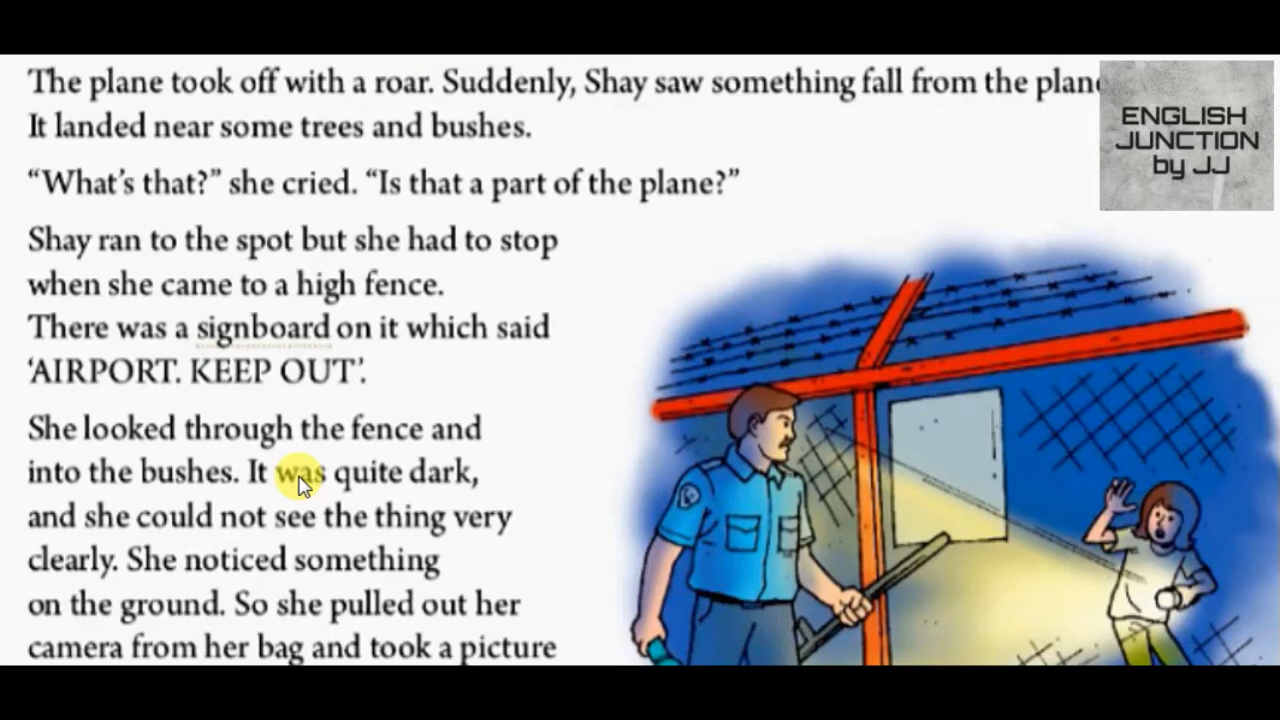 The plane took off with a roar. Suddenly, Shay saw something fall from the plane
It landed near some trees and bushes.
“What’s that?” she cried. “Is that a part of the plane?”
Shay ran to the spot but she had to stop
when she came to a high fence.
There was a signboard on it which said
‘AIRPORT. KEEP OUT’.
She looked through the fence and
into the bushes. It was quite dark,
and she could not see the thing very
clearly. She noticed something
on the ground. So she pulled out her
camera from her bag and took a picture
ENGLISH
JUNCTION
by JJ